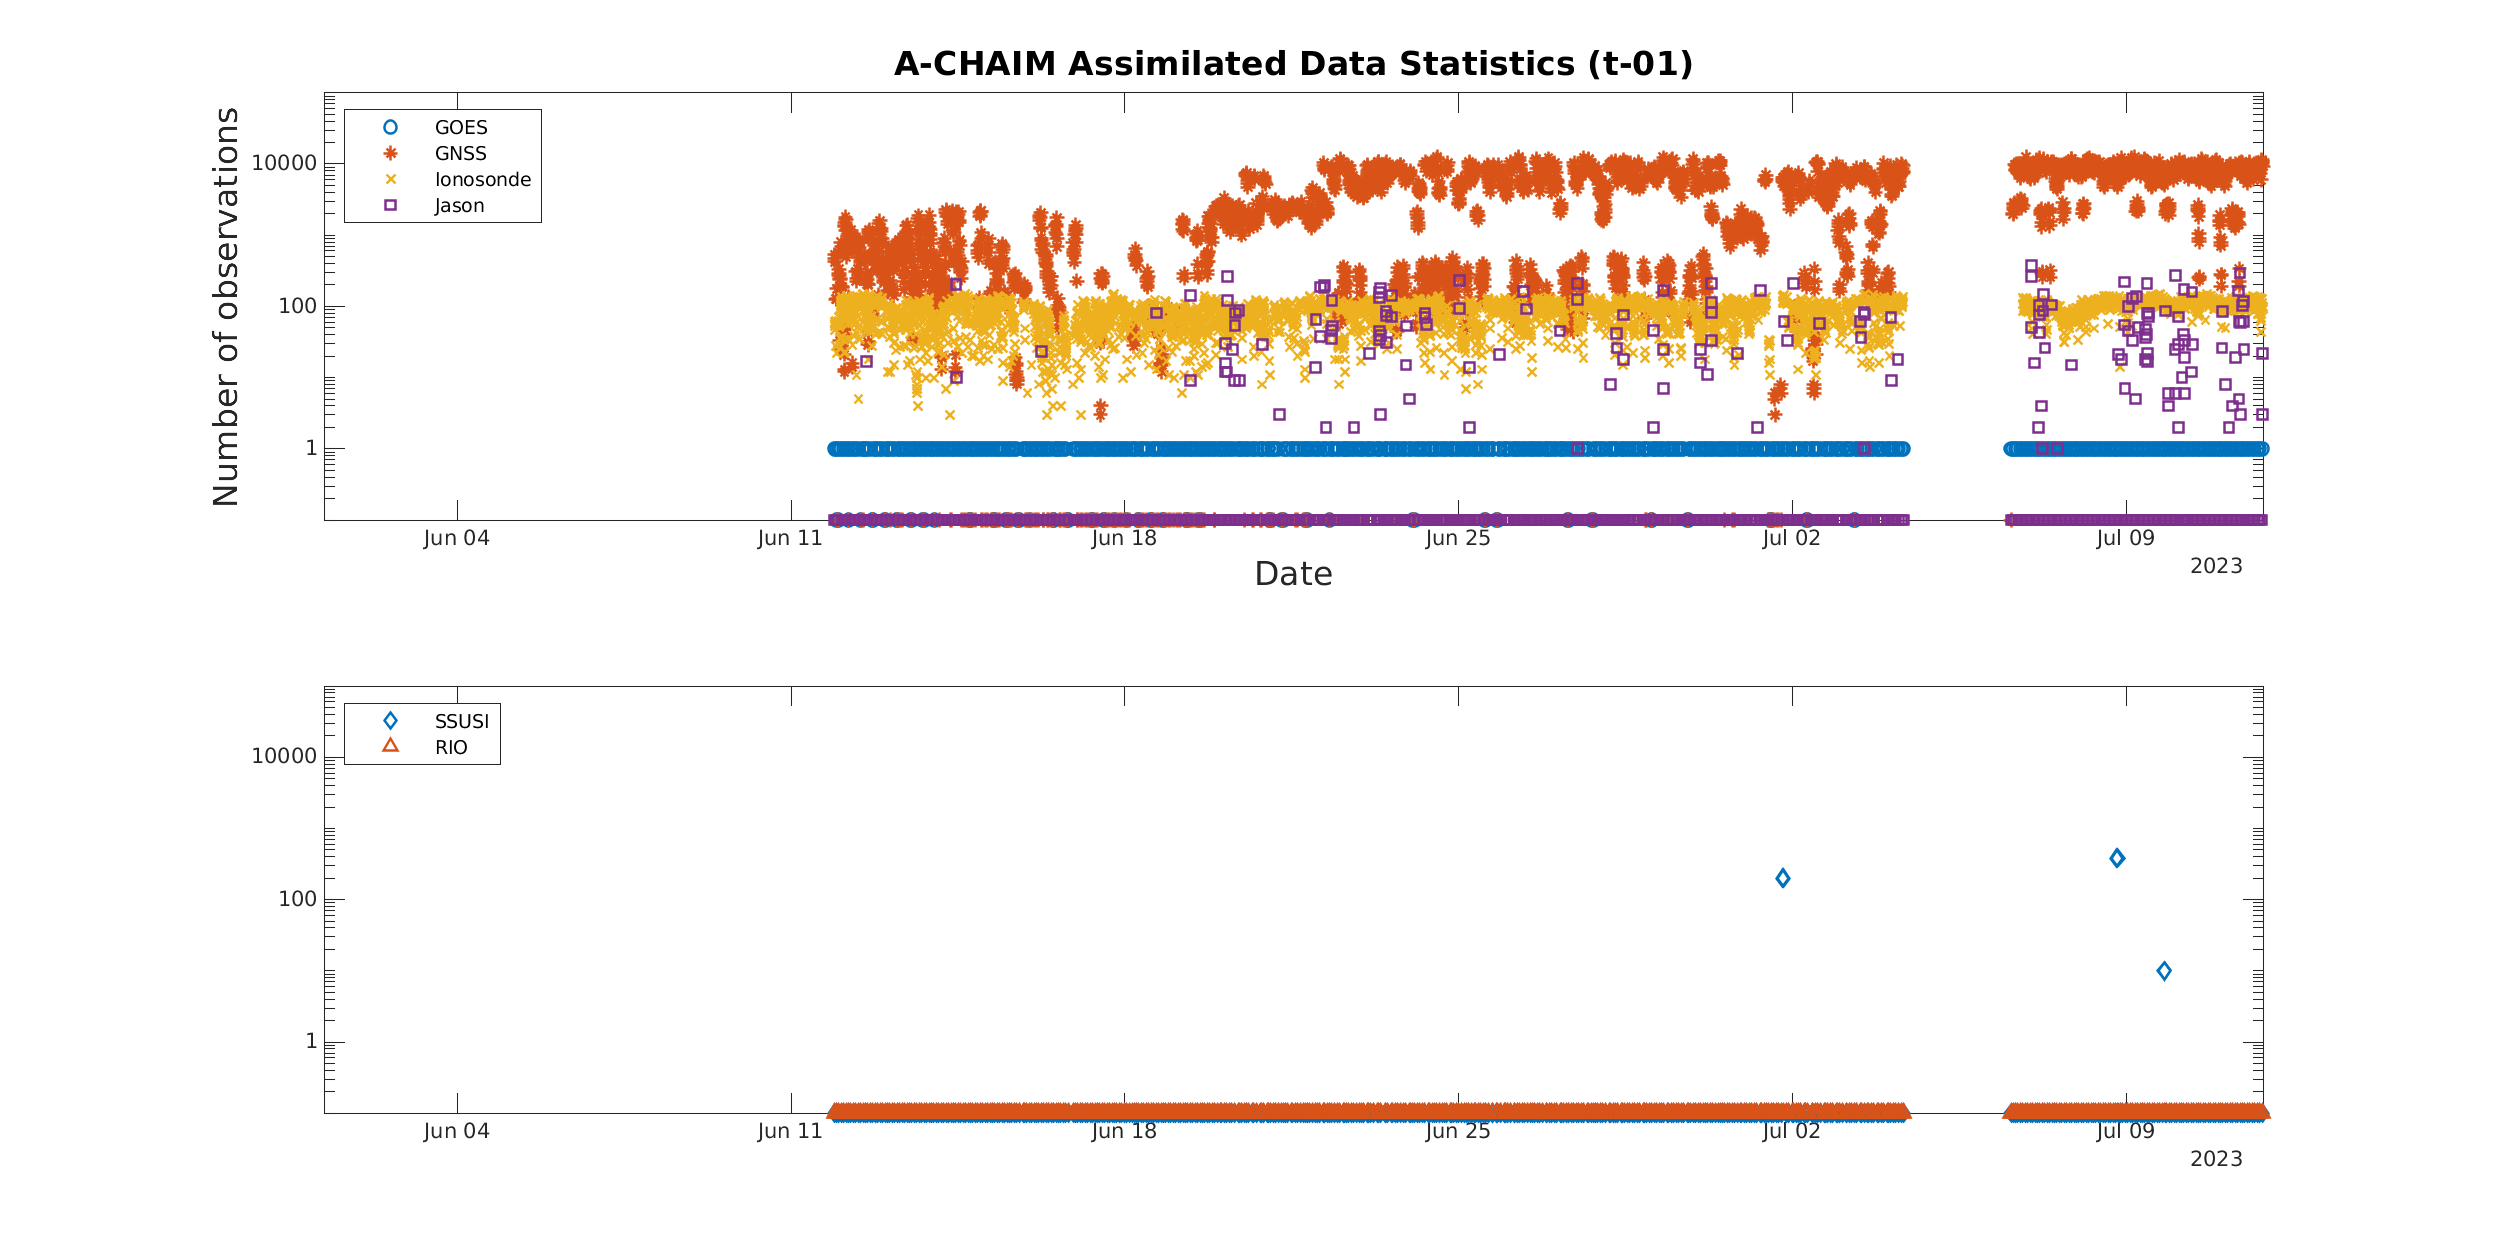 A-CHAIM Assimilated Data Statistics (t-01)
Number of observations
10000
100
1
GOES
GNSS
Ionosonde
Jason
Jun 04
Jun 11
Jun 18
Jun 25
Jul 02
Jul 09
2023
Date
10000
100
1
SSUSI
RIO
Jun 04
Jun 11
Jun 18
Jun 25
Jul 02
Jul 09
2023